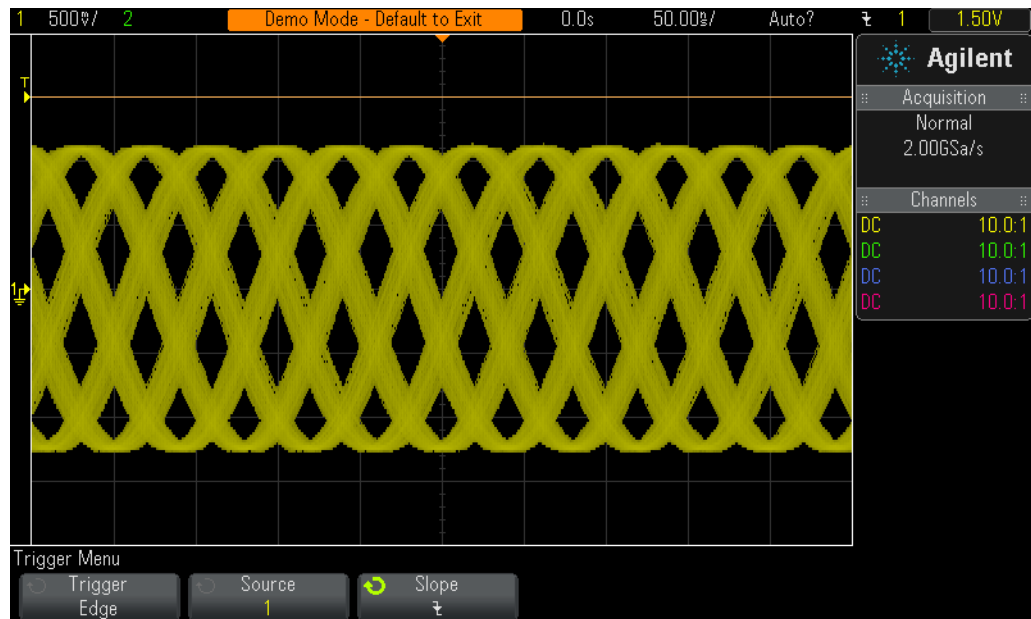 1 500V/ 2 Demo Mode - Default to Exit 0.0s 50.00s/ Auto? 1 1.50V
Agilent
T
Acquisition
Normal
2.00GSa/s
Channels
DC 10.0:1
DC 10.0:1
1 DC 10.0:1
DC 10.0:1
Trigger Menu
Trigger Source Slope
Edge 1